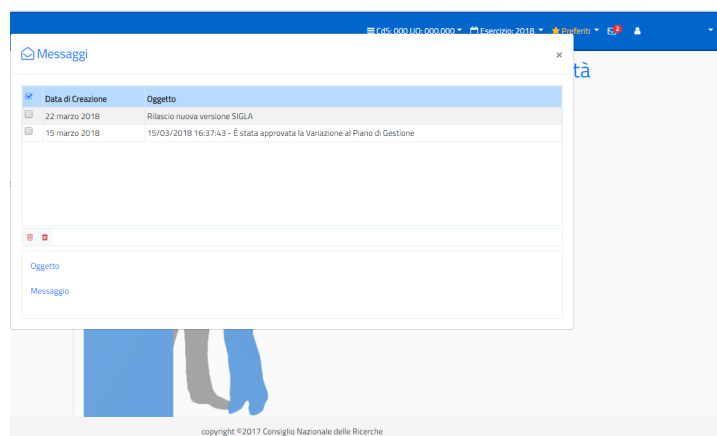 CdS: 000 UO: 000.000 Esercizio: 2018 Preferiti 2
Messaggi ×
tà
Data di Creazione Oggetto
22 marzo 2018 Rilascio nuova versione SIGLA
15 marzo 2018 15/03/2018 16:37:43 - È stata approvata la Variazione al Piano di Gestione
Oggetto
Messaggio
copyright ©2017 Consiglio Nazionale delle Ricerche